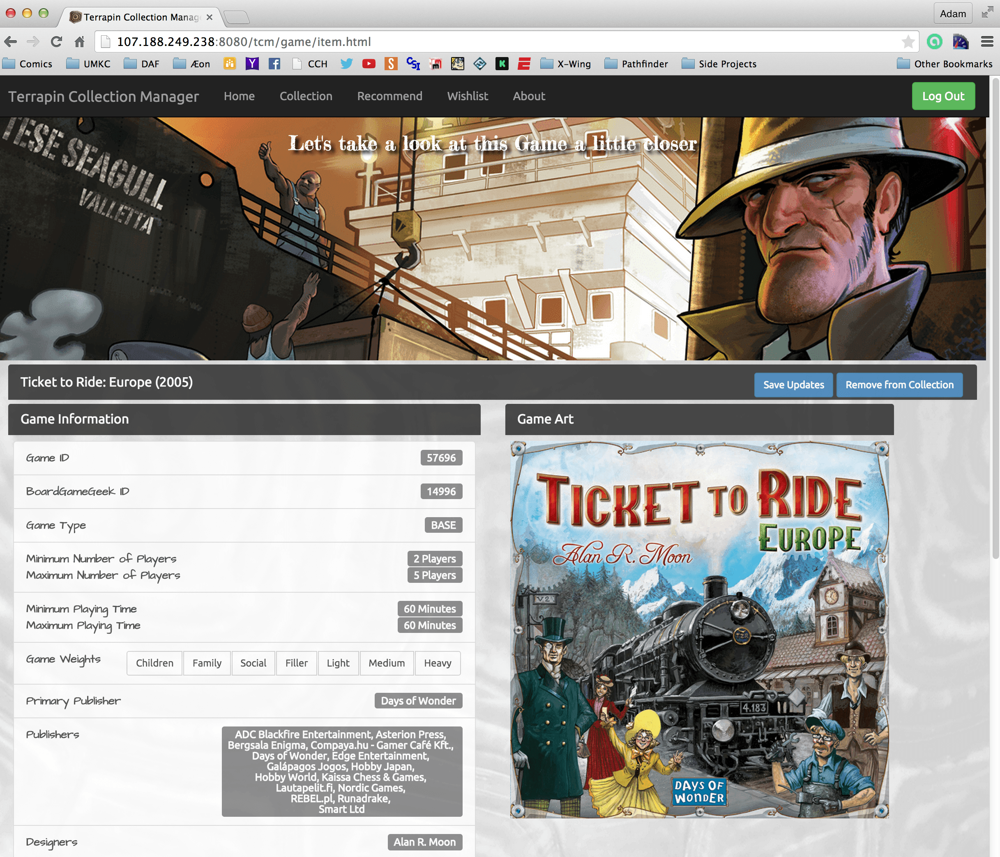 Terrapin Collection Manag
Adam
107.188.249.238:8080/tcm/game/item.html
Comics UMKC DAF Æon CCH X-Wing Pathfinder Side Projects Other Bookmarks
Terrapin Collection Manager Home Collection Recommend Wishlist About Log Out
TESE SEAGULL
VALLETTA
Let's take a look at this Game a little closer
Ticket to Ride: Europe (2005) Save Updates Remove from Collection
Game Information
Game ID 57696
BoardGameGeek ID 14996
Game Type BASE
Minimum Number of Players 2 Players
Maximum Number of Players 5 Players
Minimum Playing Time 60 Minutes
Maximum Playing Time 60 Minutes
Game Weights Children Family Social Filler Light Medium Heavy
Primary Publisher Days of Wonder
Publishers ADC Blackfire Entertainment, Asterion Press,
Bergsala Enigma, Compaya.hu - Gamer Café Kft.,
Days of Wonder, Edge Entertainment,
Galápagos Jogos, Hobby Japan,
Hobby World, Kaissa Chess & Games,
Lautapelit.fi, Nordic Games,
REBEL.pl, Runadrake,
Smart Ltd
Designers Alan R. Moon
Game Art
TICKET TO RIDE
EUROPE
Alan R. Moon
V2
T2R
4.183
DAYS OF
WONDER